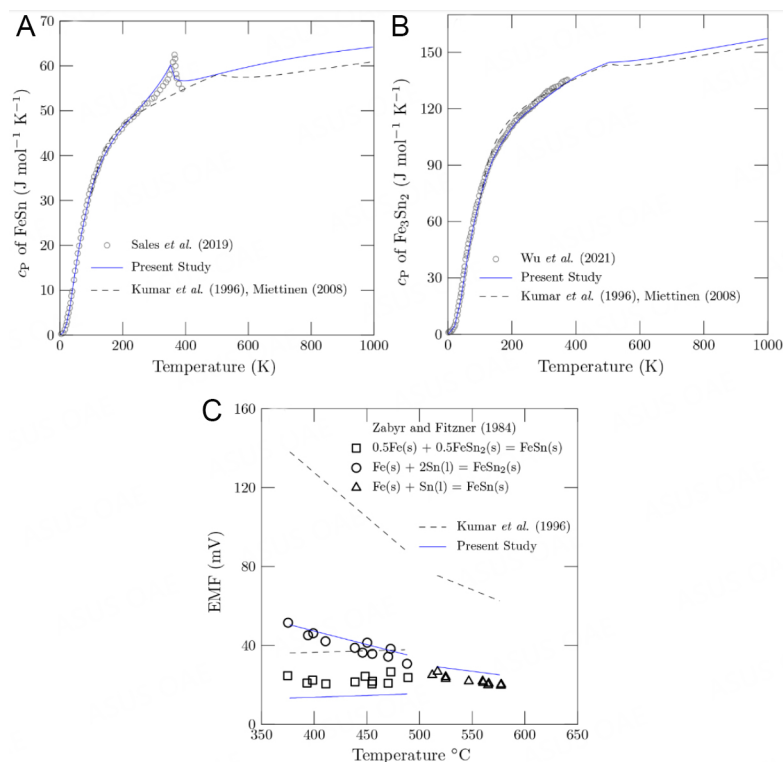 A
70
60
50
40
30
20
10
0
cP of FeSn (J mol−1 K−1)
Sales et al. (2019)
Present Study
Kumar et al. (1996), Miettinen (2008)
0 200 400 600 800 1000
Temperature (K)
B
150
120
90
60
30
0
cP of Fe3Sn2 (J mol−1 K−1)
Wu et al. (2021)
Present Study
Kumar et al. (1996), Miettinen (2008)
0 200 400 600 800 1000
Temperature (K)
C
160
120
80
40
0
EMF (mV)
Zabyr and Fitzner (1984)
0.5Fe(s) + 0.5FeSn2(s) = FeSn(s)
Fe(s) + 2Sn(l) = FeSn2(s)
Fe(s) + Sn(l) = FeSn(s)
Kumar et al. (1996)
Present Study
350 400 450 500 550 600 650
Temperature °C